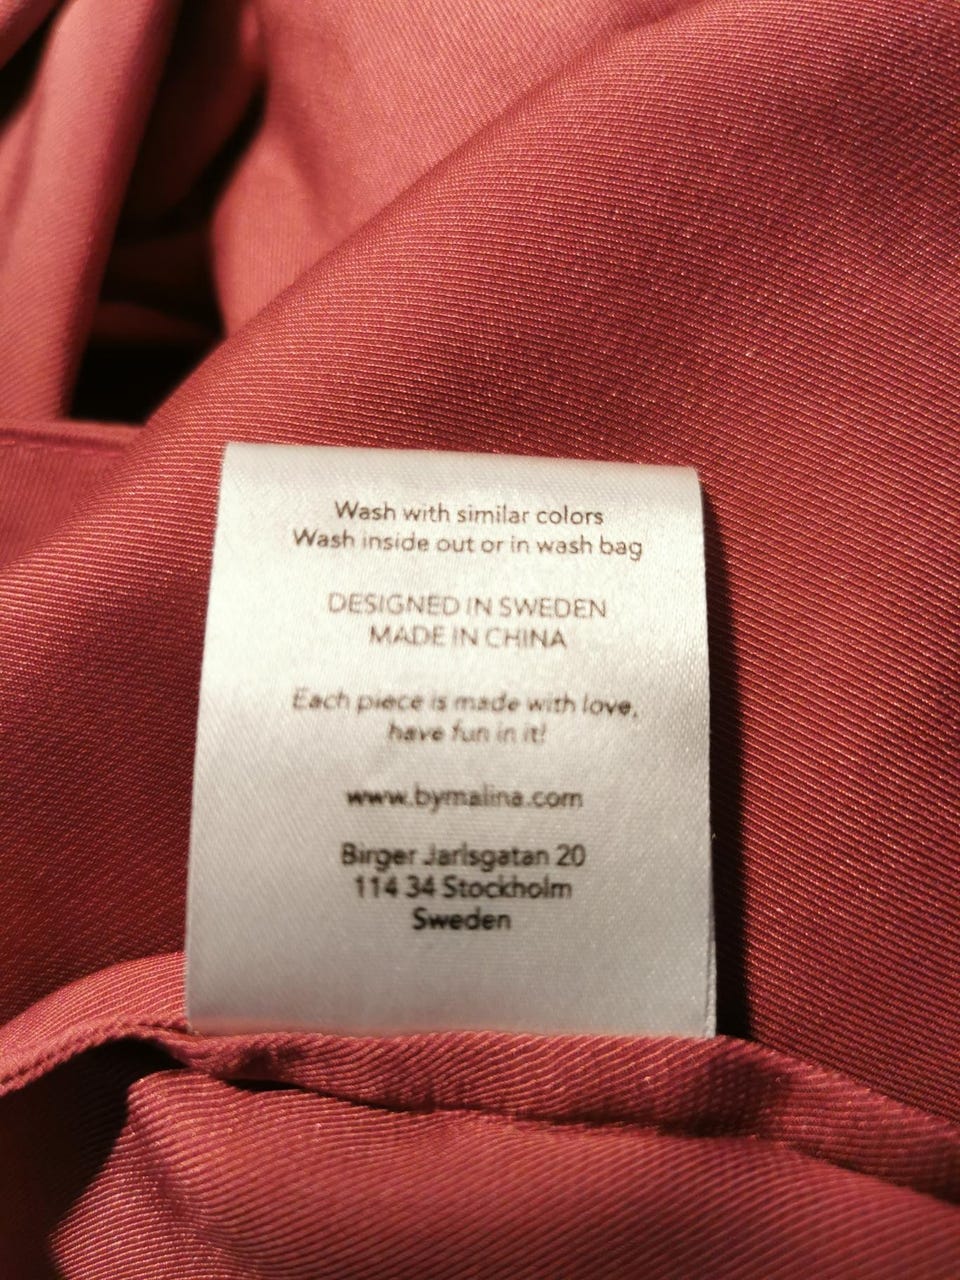 Wash with similar colors
Wash inside out or in wash bag
DESIGNED IN SWEDEN
MADE IN CHINA
Each piece is made with love,
have fun in it!
www.bymalina.com
Birger Jarlsgatan 20
114 34 Stockholm
Sweden